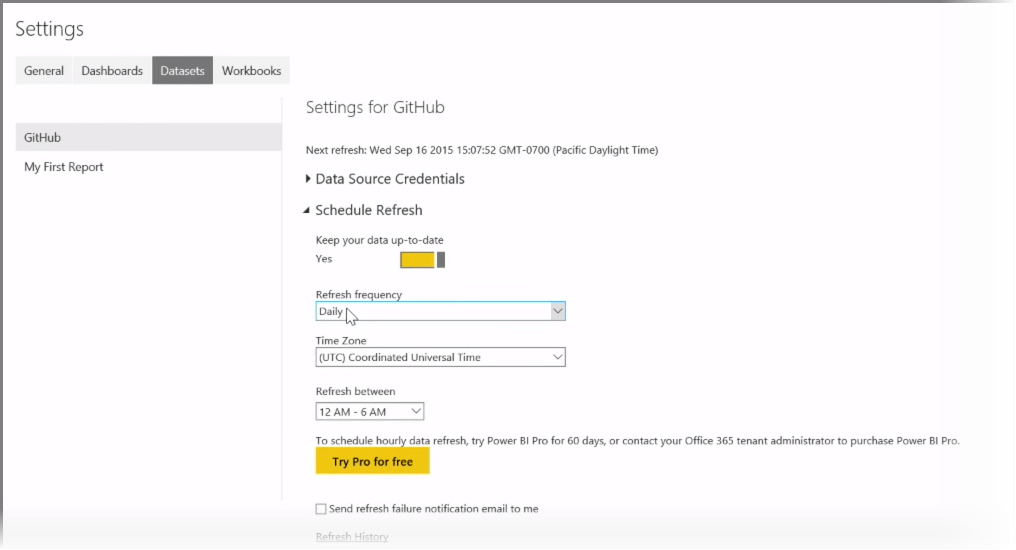 Settings
General Dashboards Datasets Workbooks
GitHub
My First Report
Settings for GitHub
Next refresh: Wed Sep 16 2015 15:07:52 GMT-0700 (Pacific Daylight Time)
Data Source Credentials
Schedule Refresh
Keep your data up-to-date
Yes
Refresh frequency
Daily
Time Zone
(UTC) Coordinated Universal Time
Refresh between
12 AM - 6 AM
To schedule hourly data refresh, try Power BI Pro for 60 days, or contact your Office 365 tenant administrator to purchase Power BI Pro.
Try Pro for free
Send refresh failure notification email to me
Refresh History